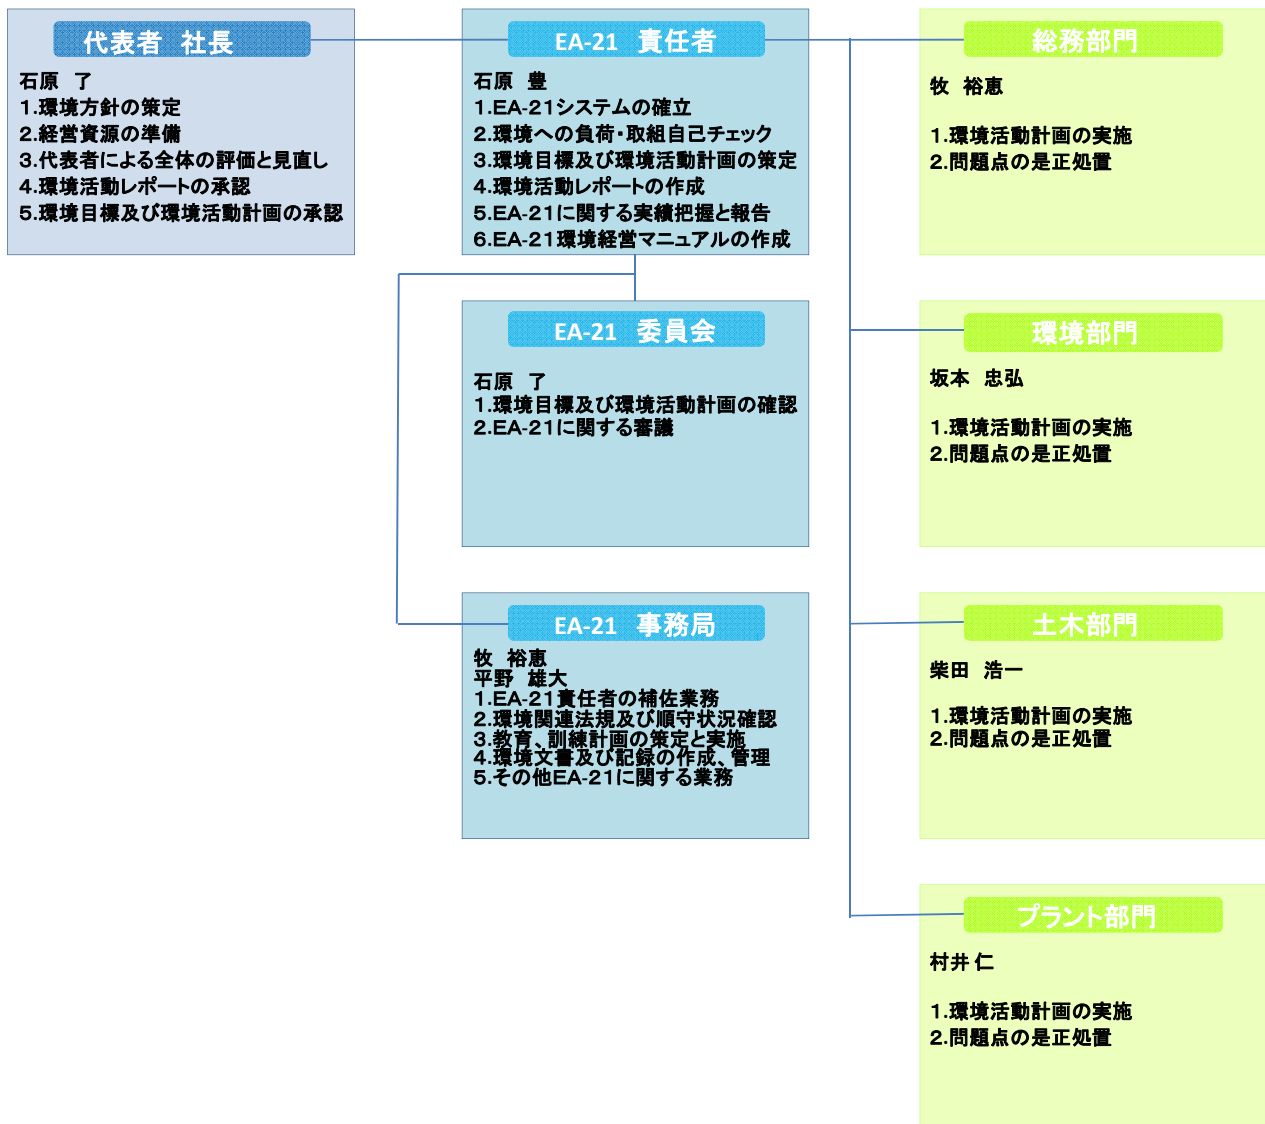 代表者　社長
石原　了
1.環境方針の策定
2.経営資源の準備
3.代表者による全体の評価と見直し
4.環境活動レポートの承認
5.環境目標及び環境活動計画の承認
EA-21　責任者
石原　豊
1.EA-21システムの確立
2.環境への負荷・取組自己チェック
3.環境目標及び環境活動計画の策定
4.環境活動レポートの作成
5.EA-21に関する実績把握と報告
6.EA-21環境経営マニュアルの作成
EA-21　委員会
石原　了
1.環境目標及び環境活動計画の確認
2.EA-21に関する審議
EA-21　事務局
牧　裕恵
平野　雄大
1.EA-21責任者の補佐業務
2.環境関連法規及び順守状況確認
3.教育、訓練計画の策定と実施
4.環境文書及び記録の作成、管理
5.その他EA-21に関する業務
総務部門
牧　裕恵
1.環境活動計画の実施
2.問題点の是正処置
環境部門
坂本　忠弘
1.環境活動計画の実施
2.問題点の是正処置
土木部門
柴田　浩一
1.環境活動計画の実施
2.問題点の是正処置
プラント部門
村井 仁
1.環境活動計画の実施
2.問題点の是正処置